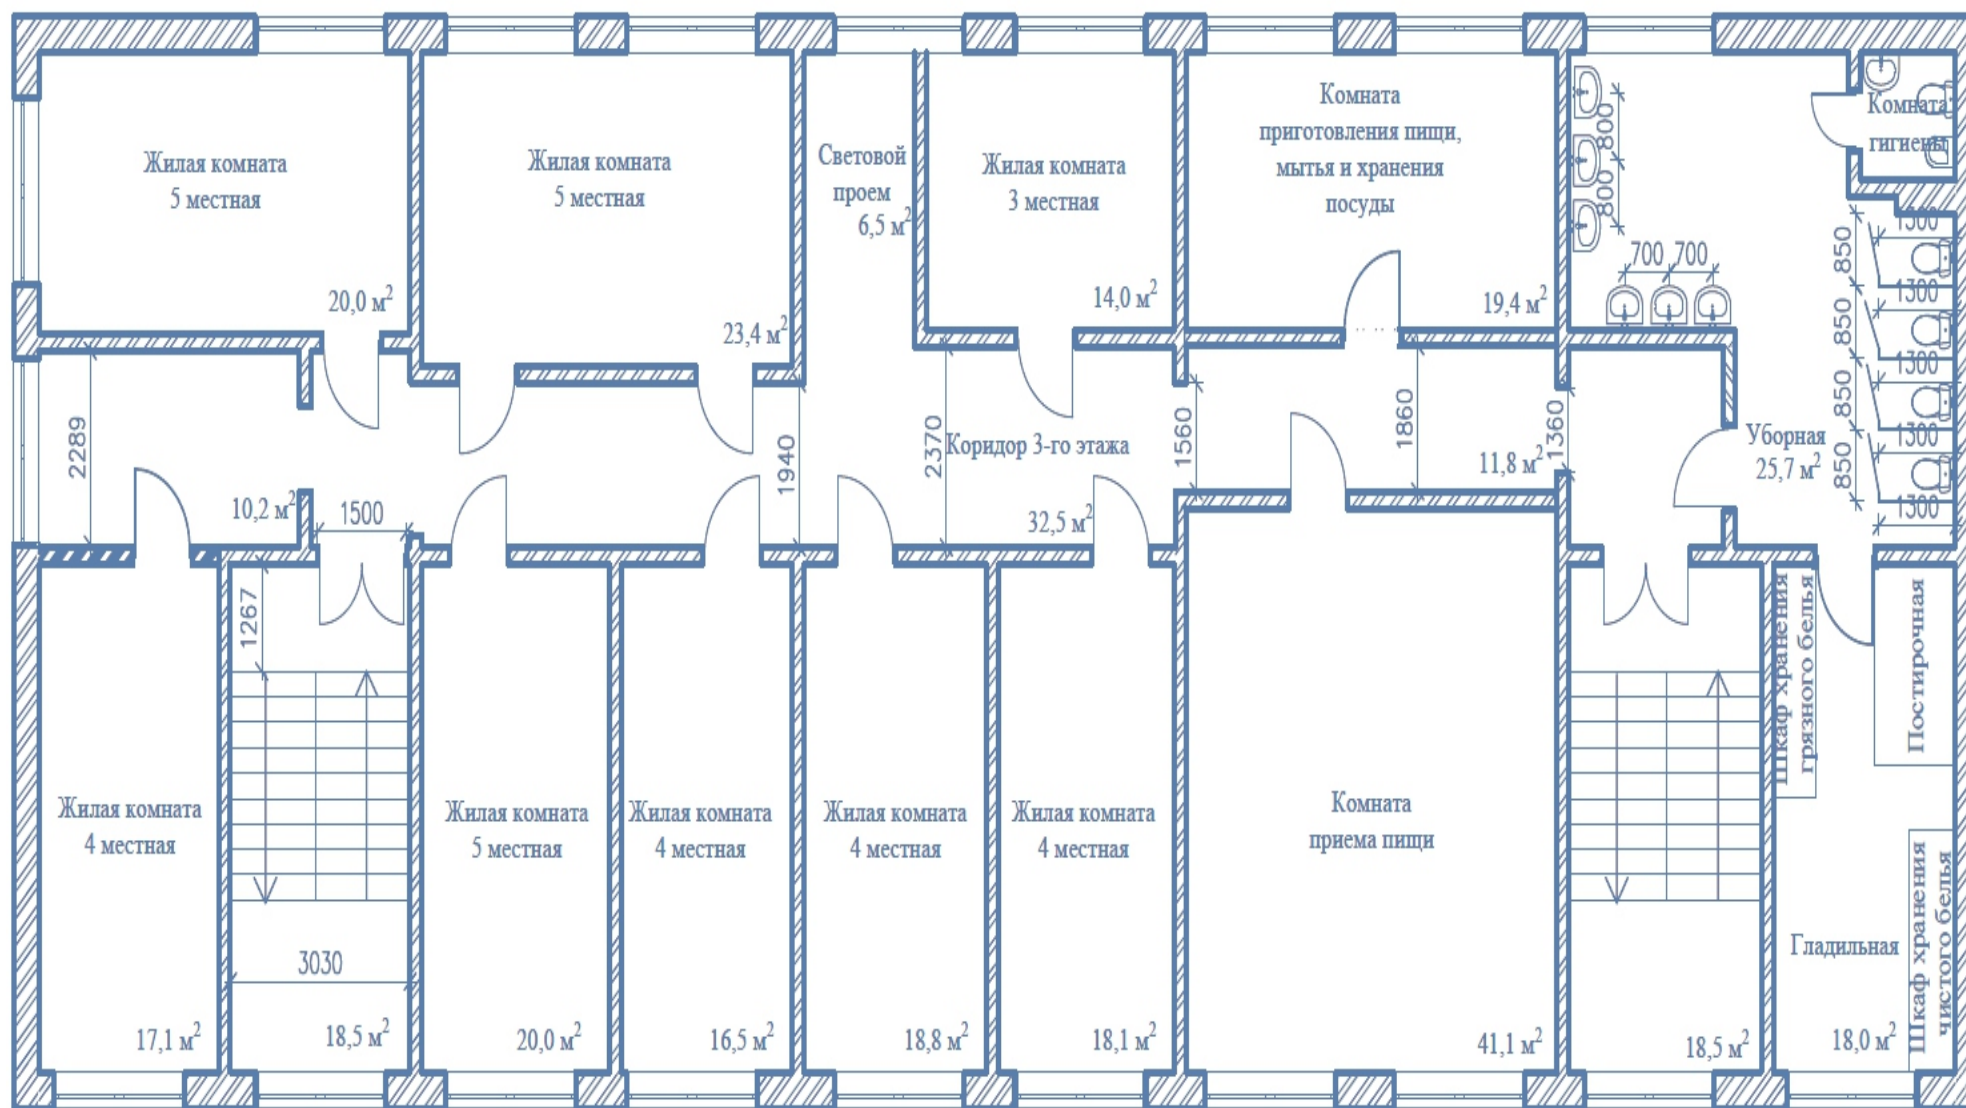 Жилая комната
5 местная
20,0 м²
Жилая комната
5 местная
23,4 м²
Световой
проем
6,5 м²
Жилая комната
3 местная
14,0 м²
Комната
приготовления пищи,
мытья и хранения
посуды
19,4 м²
800
800
700
700
Комната
гигиены
1300
850
1300
850
1300
850
1300
850
1300
Уборная
25,7 м²
2289
10,2 м²
1500
1940
2370
Коридор 3-го этажа
32,5 м²
1560
1860
11,8 м²
1360
1267
3030
Жилая комната
4 местная
17,1 м²
18,5 м²
Жилая комната
5 местная
20,0 м²
Жилая комната
4 местная
16,5 м²
Жилая комната
4 местная
18,8 м²
Жилая комната
4 местная
18,1 м²
Комната
приема пищи
41,1 м²
18,5 м²
Шкаф хранения
грязного белья
Постирочная
Гладильная
18,0 м²
Шкаф хранения
чистого белья